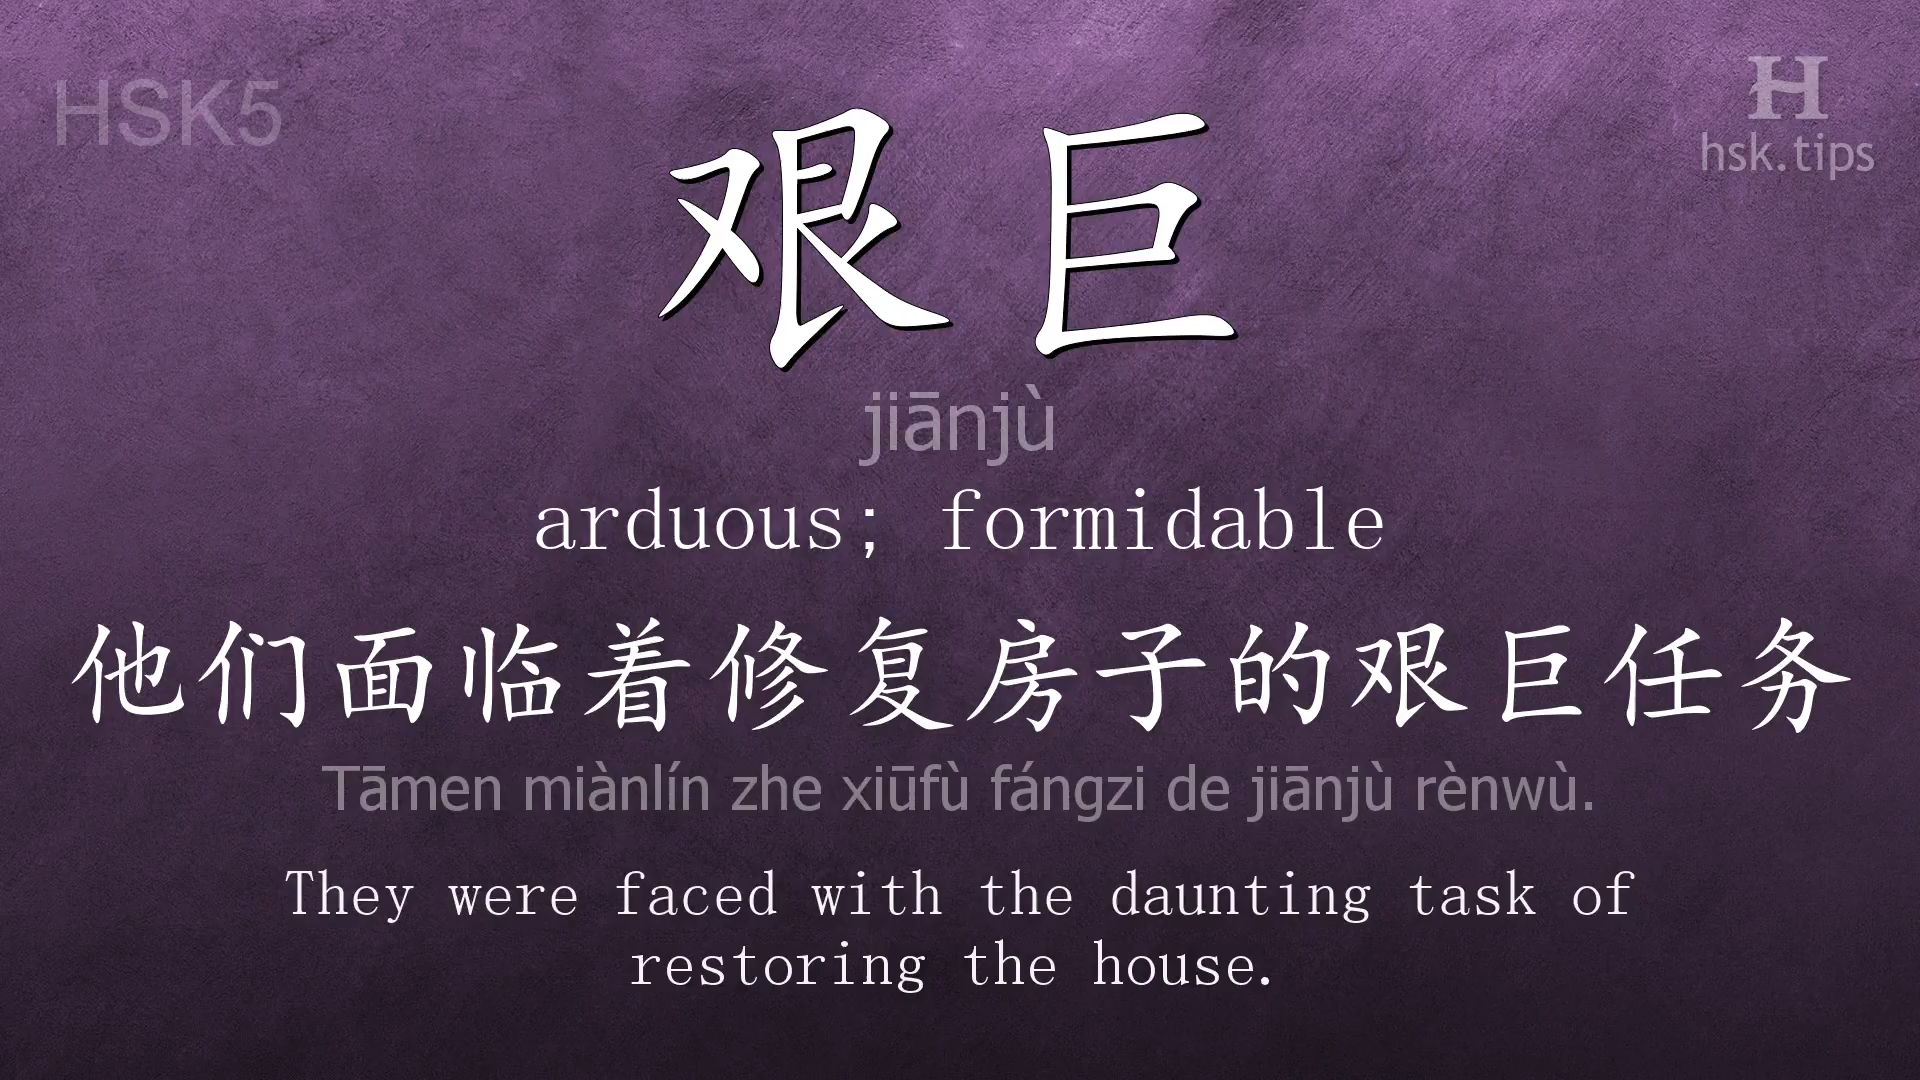 HSK5
H
hsk.tips
艰巨
jiānjù
arduous; formidable
他们面临着修复房子的艰巨任务
Tāmen miànlín zhe xiūfù fángzi de jiānjù rènwù.
They were faced with the daunting task of
restoring the house.